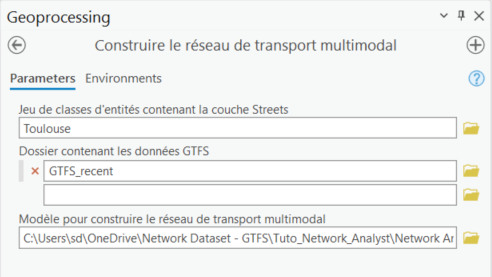 Geoprocessing
Construire le réseau de transport multimodal
Parameters Environments
Jeu de classes d'entités contenant la couche Streets
Toulouse
Dossier contenant les données GTFS
GTFS_recent
Modèle pour construire le réseau de transport multimodal
C:\Users\sd\OneDrive\Network Dataset - GTFS\Tuto_Network_Analyst\Network Ar